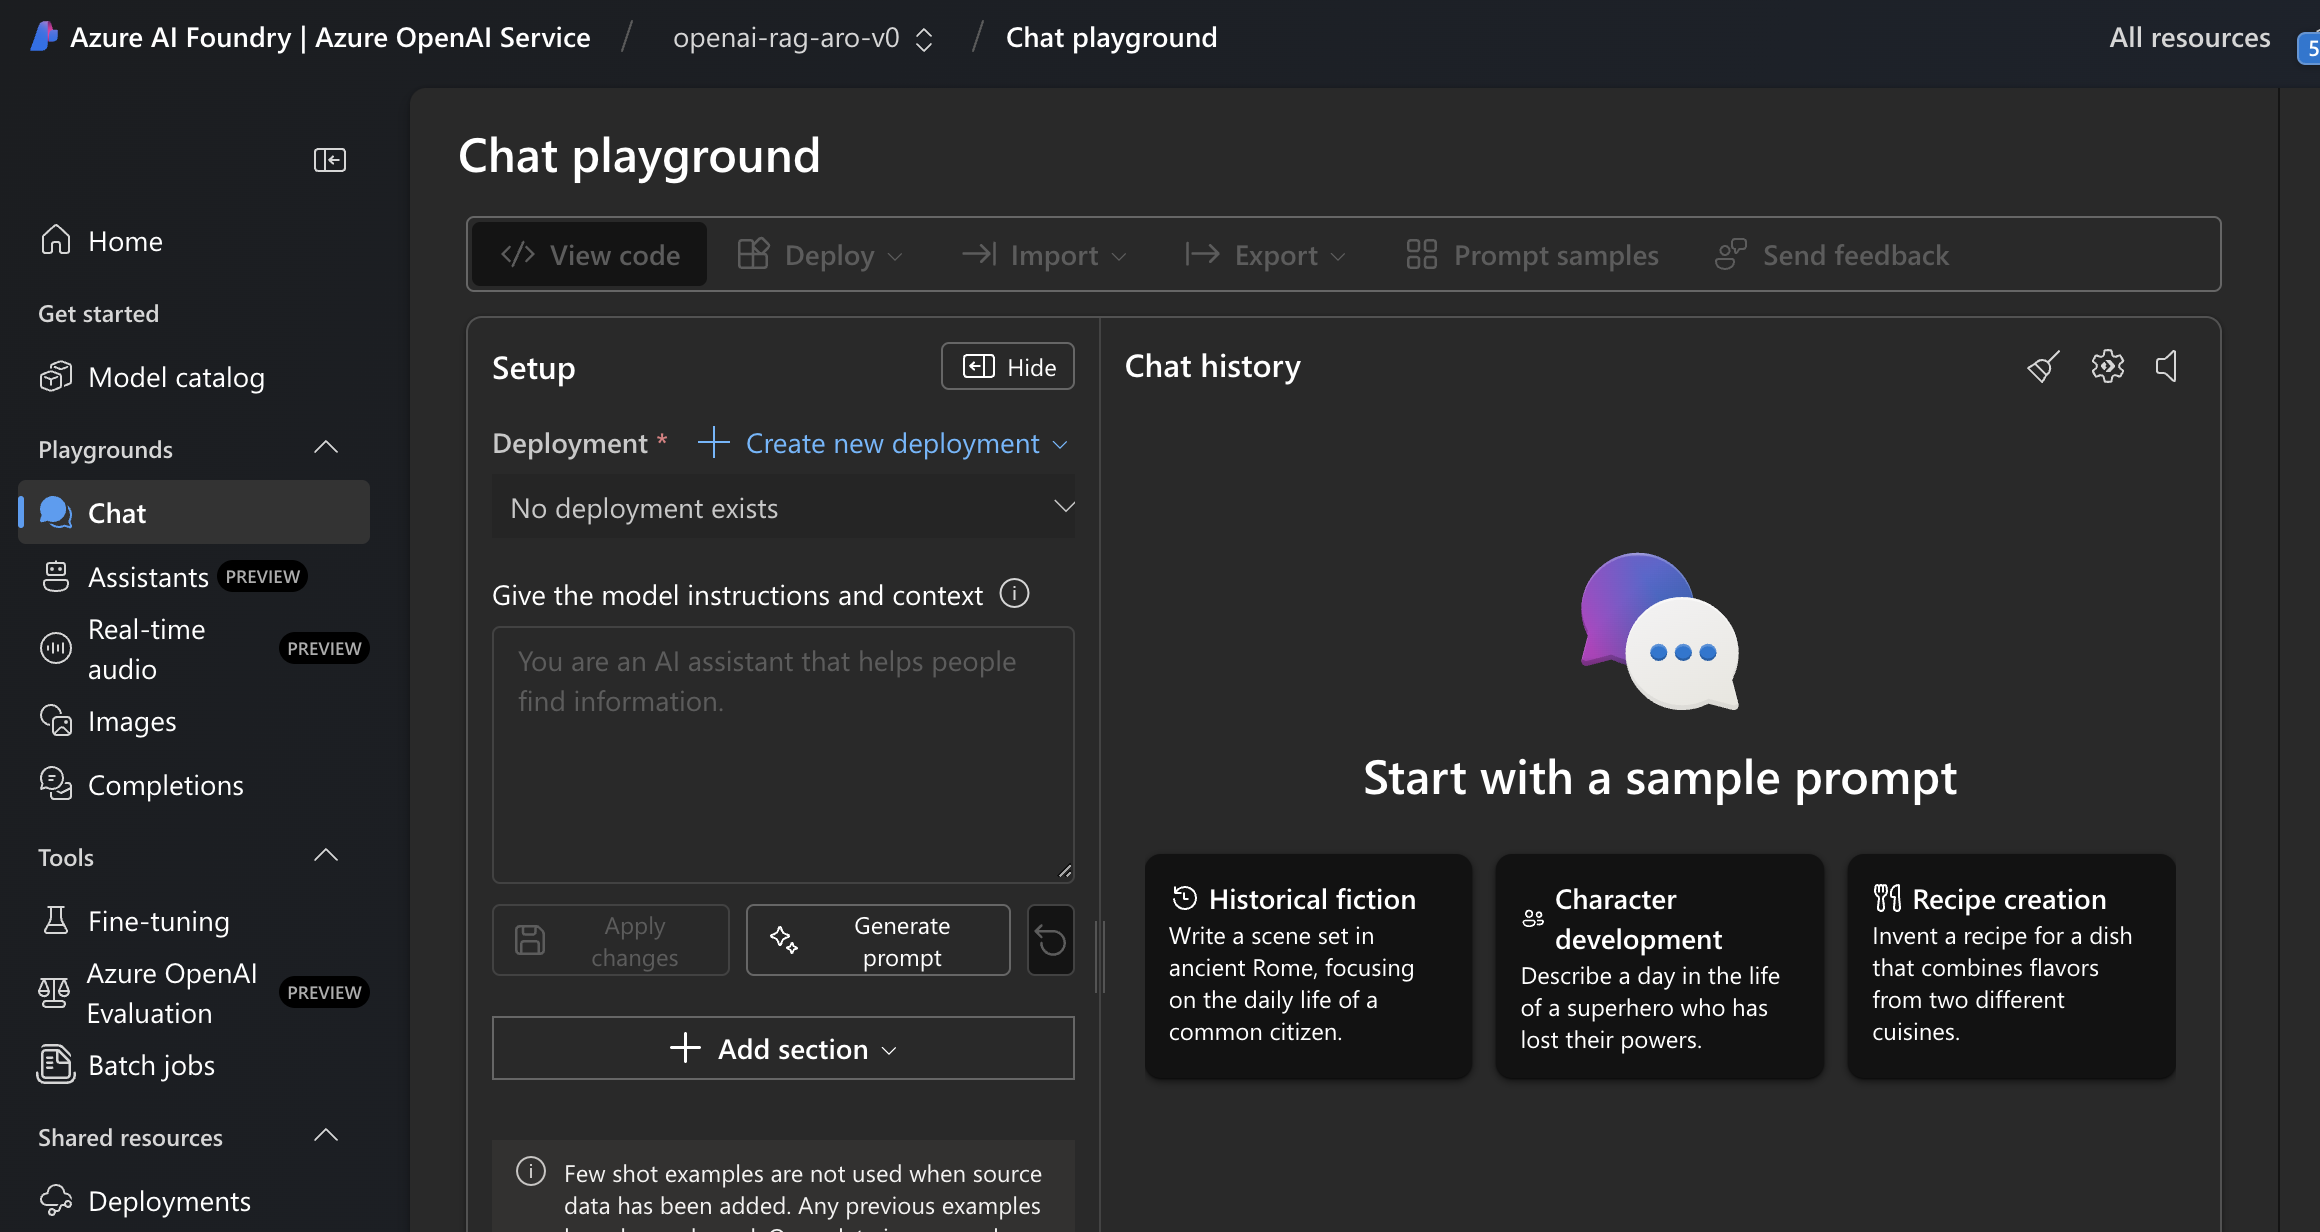 Azure AI Foundry | Azure OpenAI Service / openai-rag-aro-v0 / Chat playground
All resources
5
Chat playground
View code
Deploy
Import
Export
Prompt samples
Send feedback
Home
Get started
Model catalog
Playgrounds
Chat
Assistants PREVIEW
Real-time
audio
PREVIEW
Images
Completions
Tools
Fine-tuning
Azure OpenAI
Evaluation
PREVIEW
Batch jobs
Shared resources
Deployments
Setup
Hide
Deployment *
Create new deployment
No deployment exists
Give the model instructions and context
You are an AI assistant that helps people
find information.
Apply
changes
Generate
prompt
Add section
Few shot examples are not used when source
data has been added. Any previous examples
Chat history
Start with a sample prompt
Historical fiction
Write a scene set in
ancient Rome, focusing
on the daily life of a
common citizen.
Character
development
Describe a day in the life
of a superhero who has
lost their powers.
Recipe creation
Invent a recipe for a dish
that combines flavors
from two different
cuisines.